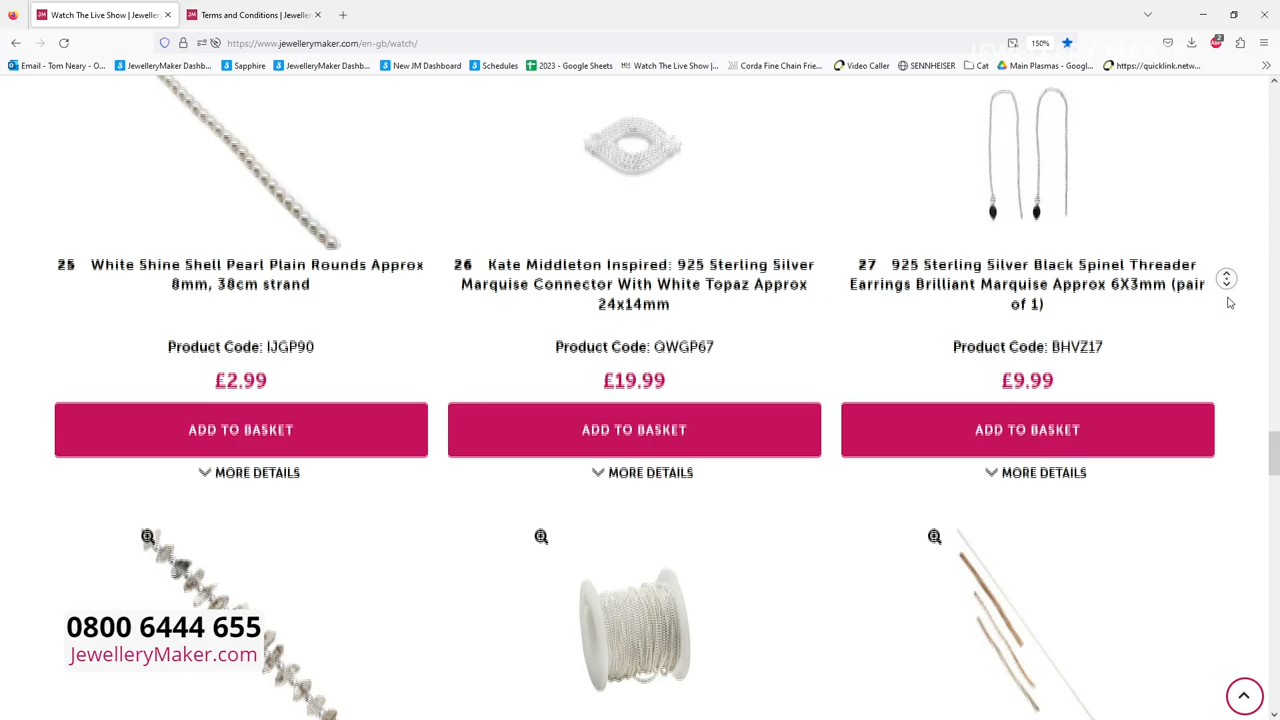 Watch The Live Show | Jeweller
Terms and Conditions | Jewelle
https://www.jewellerymaker.com/en-gb/watch/
150%
2
Email - Tom Neary - O... JewelleryMaker Dashb... Sapphire JewelleryMaker Dashb... New JM Dashboard Schedules 2023 - Google Sheets Watch The Live Show |... Corda Fine Chain Frie... Video Caller SENNHEISER Cat Main Plasmas - Googl... https://quicklink.netw...
25 White Shine Shell Pearl Plain Rounds Approx
8mm, 38cm strand
Product Code: IJGP90
£2.99
ADD TO BASKET
MORE DETAILS
26 Kate Middleton Inspired: 925 Sterling Silver
Marquise Connector With White Topaz Approx
24x14mm
Product Code: QWGP67
£19.99
ADD TO BASKET
MORE DETAILS
27 925 Sterling Silver Black Spinel Threader
Earrings Brilliant Marquise Approx 6X3mm (pair
of 1)
Product Code: BHVZ17
£9.99
ADD TO BASKET
MORE DETAILS
0800 6444 655
JewelleryMaker.com